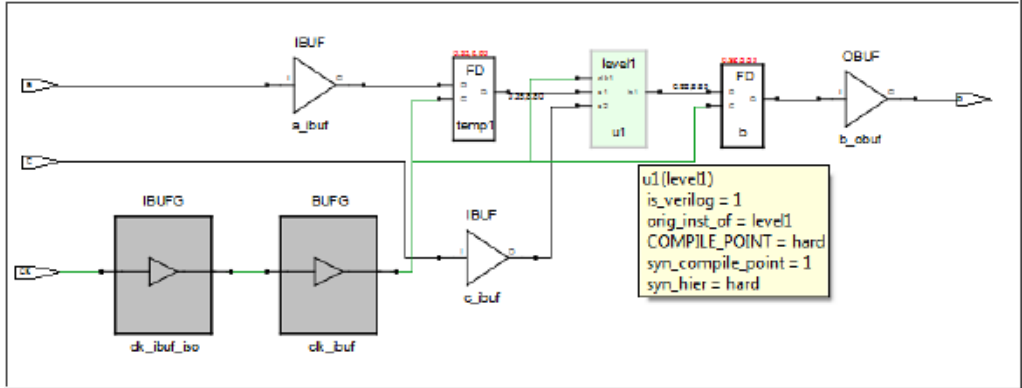 IBUF
FD
level1
FD
OBUF
a_ibuf
temp1
u1
b
b_obuf
IBUFG
BUFG
IBUF
clk_ibuf_iso
clk_ibuf
c_ibuf
u1(level1)
is_verilog = 1
orig_inst_of = level1
COMPILE_POINT = hard
syn_compile_point = 1
syn_hier = hard